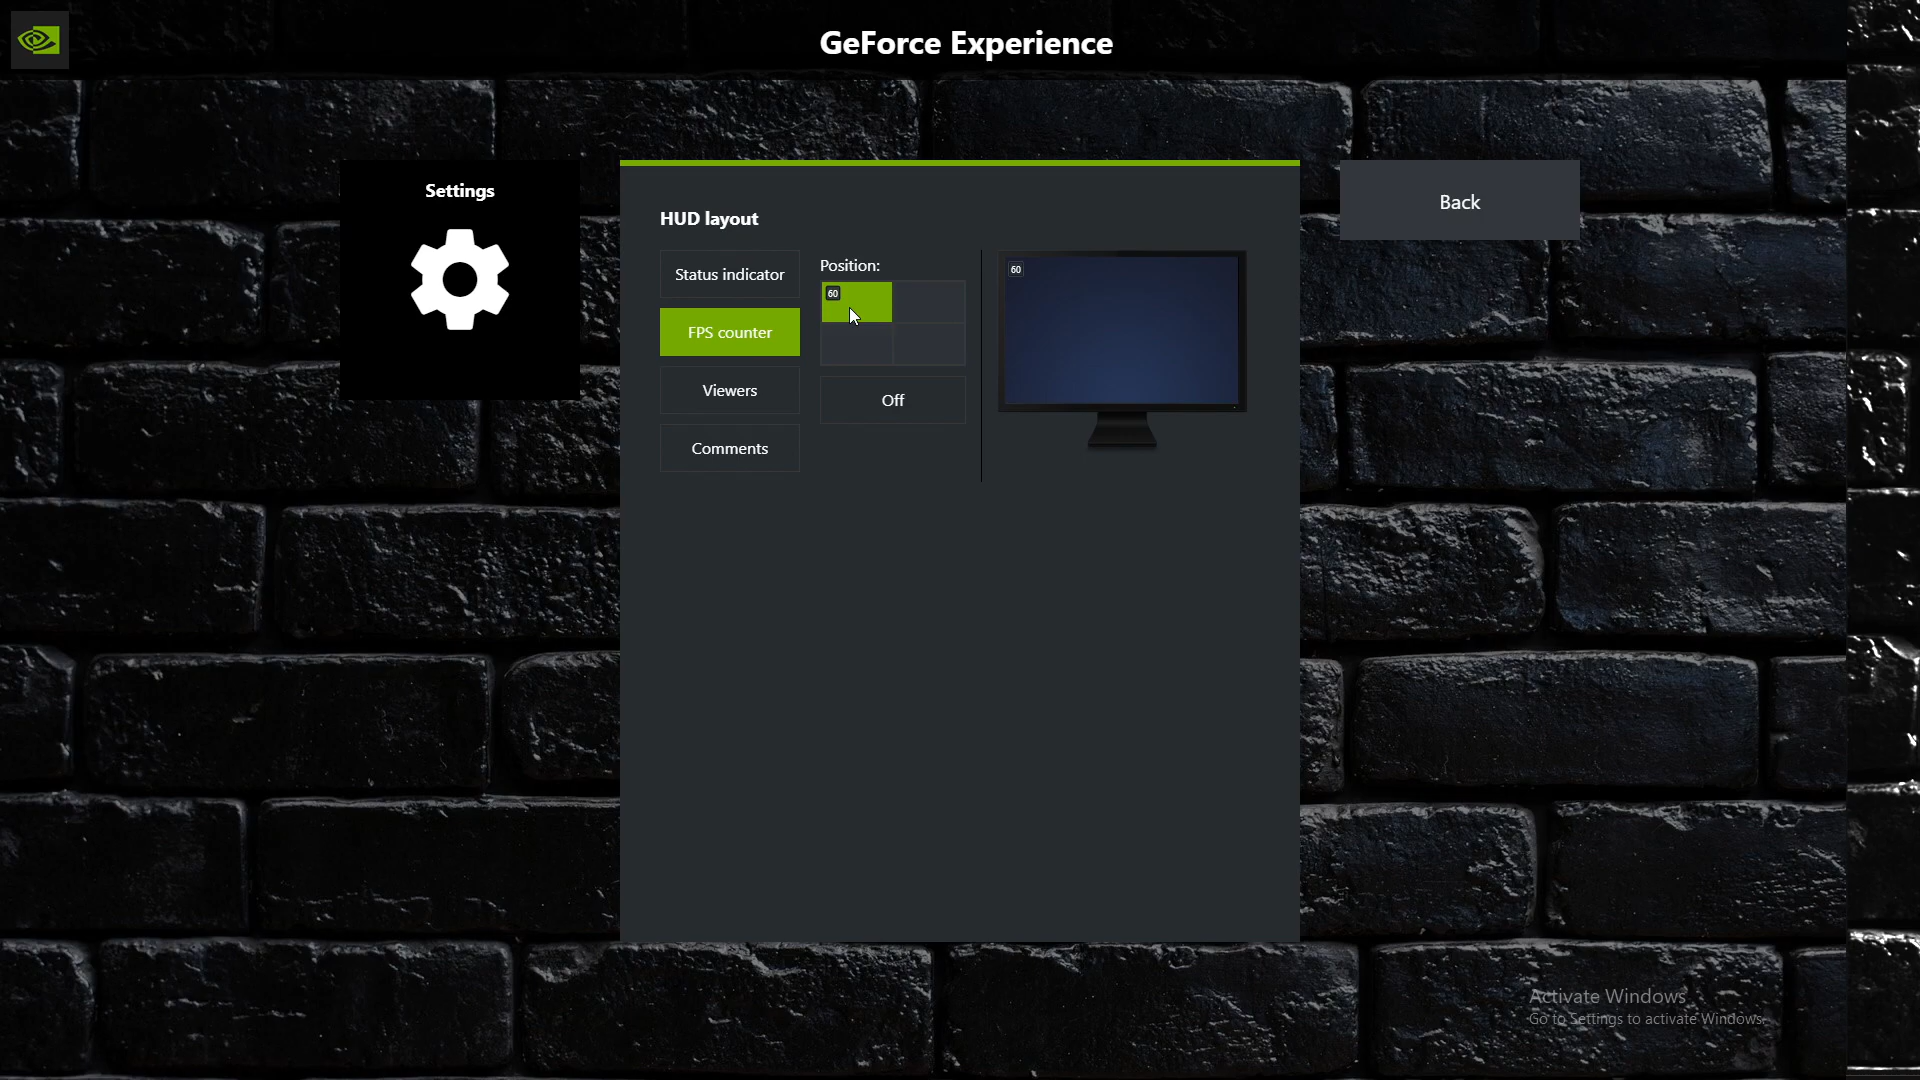 GeForce Experience
Settings
HUD layout
Back
Status indicator
Position:
60
60
FPS counter
Viewers
Off
Comments
Activate Windows
Go to Settings to activate Windows.